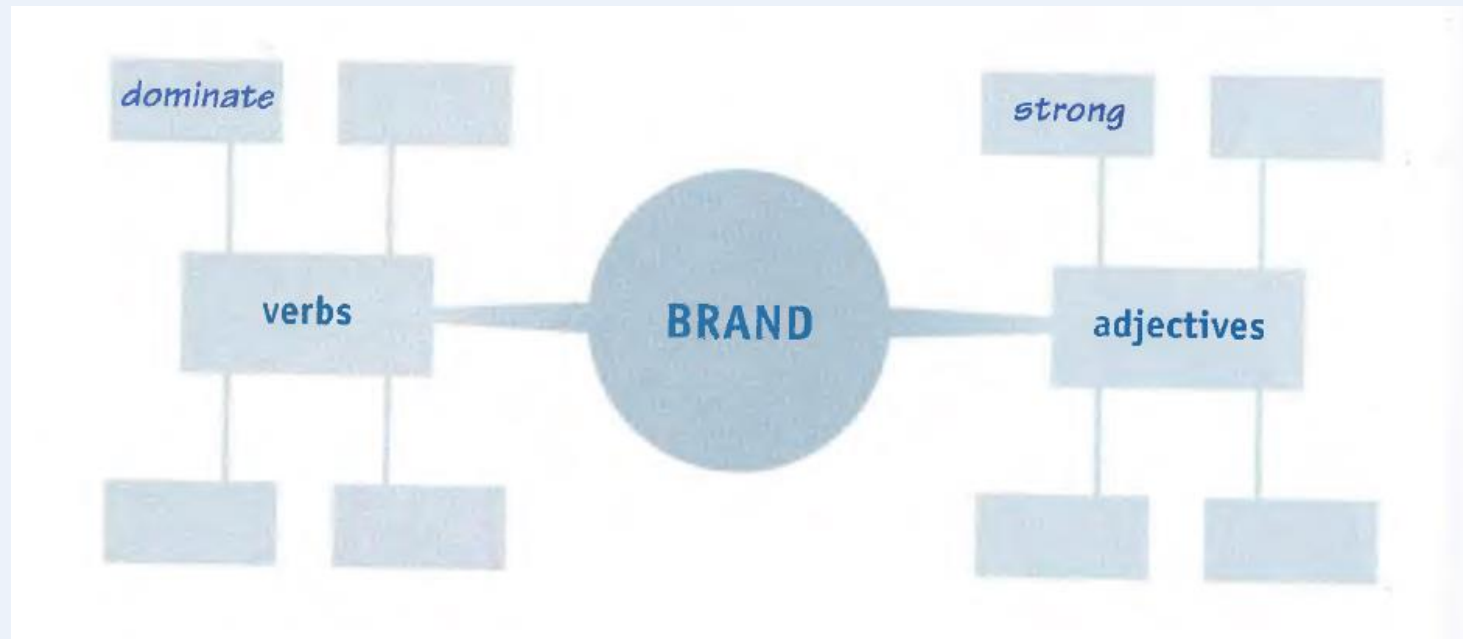 dominate
strong
verbs
BRAND
adjectives